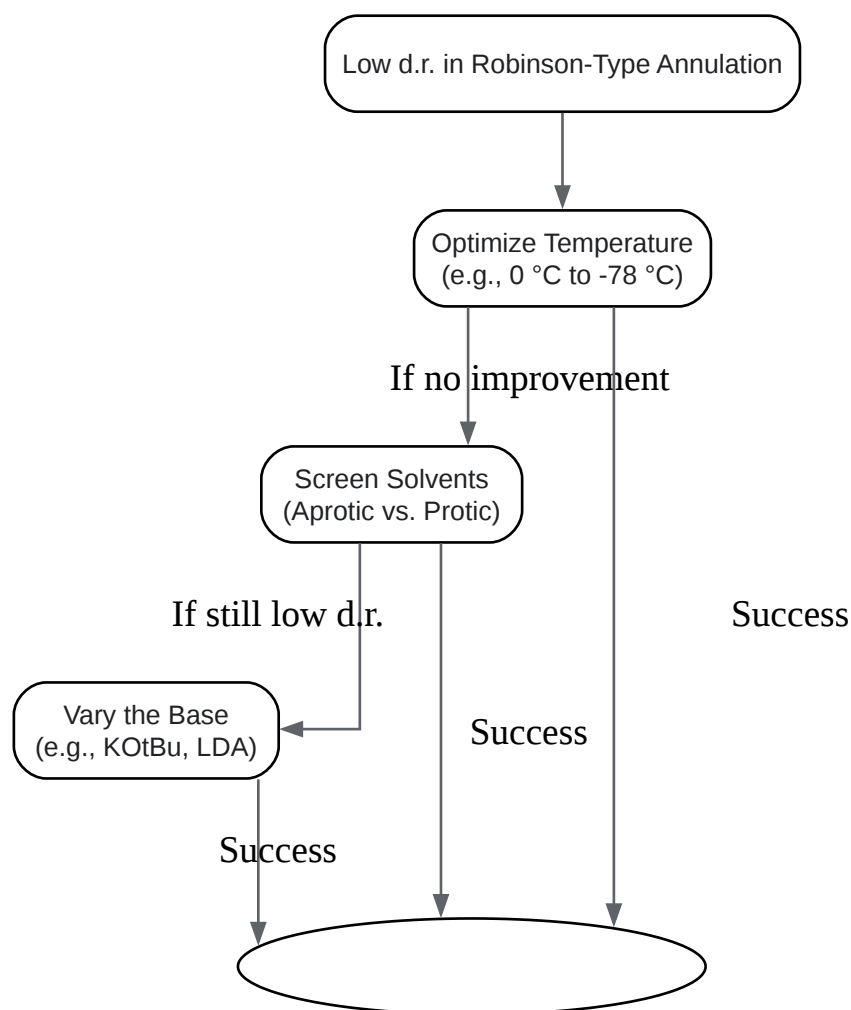 Low d.r. in Robinson-Type Annulation
Optimize Temperature
(e.g., 0 °C to -78 °C)
If no improvement
Screen Solvents
(Aprotic vs. Protic)
If still low d.r.
Success
Vary the Base
(e.g., KOtBu, LDA)
Success
Success